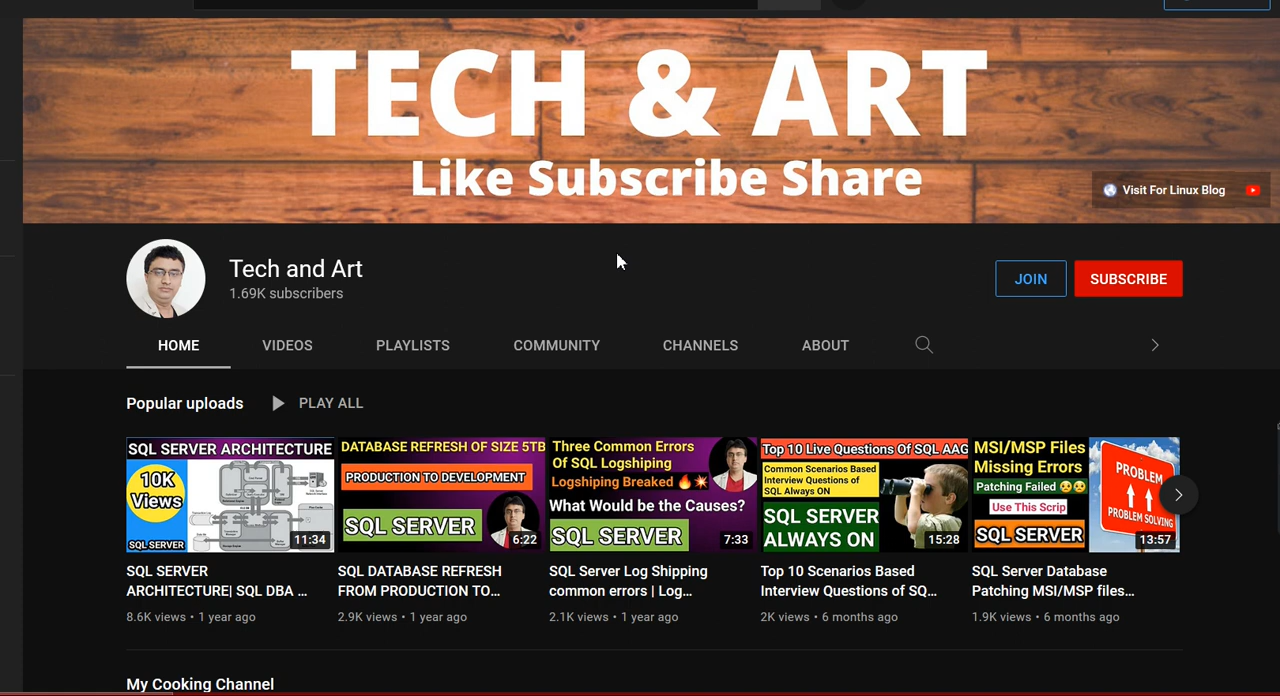 TECH & ART
Like Subscribe Share
Visit For Linux Blog
Tech and Art
1.69K subscribers
JOIN
SUBSCRIBE
HOME
VIDEOS
PLAYLISTS
COMMUNITY
CHANNELS
ABOUT
Popular uploads
PLAY ALL
SQL SERVER ARCHITECTURE
10K
Views
SQL SERVER
11:34
DATABASE REFRESH OF SIZE 5TB
PRODUCTION TO DEVELOPMENT
SQL SERVER
6:22
Three Common Errors
Of SQL Logshiping
Logshiping Breaked 🔥💥
What Would be the Causes?
SQL SERVER
7:33
Top 10 Live Questions Of SQL AAG
Common Scenarios Based
Interview Questions of
SQL Always ON
SQL SERVER
ALWAYS ON
15:28
MSI/MSP Files
Missing Errors
Patching Failed
Use This Scrip
SQL SERVER
PROBLEM
PROBLEM SOLVING
13:57
SQL SERVER
ARCHITECTURE| SQL DBA ...
8.6K views • 1 year ago
SQL DATABASE REFRESH
FROM PRODUCTION TO...
2.9K views • 1 year ago
SQL Server Log Shipping
common errors | Log...
2.1K views • 1 year ago
Top 10 Scenarios Based
Interview Questions of SQ...
2K views • 6 months ago
SQL Server Database
Patching MSI/MSP files...
1.9K views • 6 months ago
My Cooking Channel